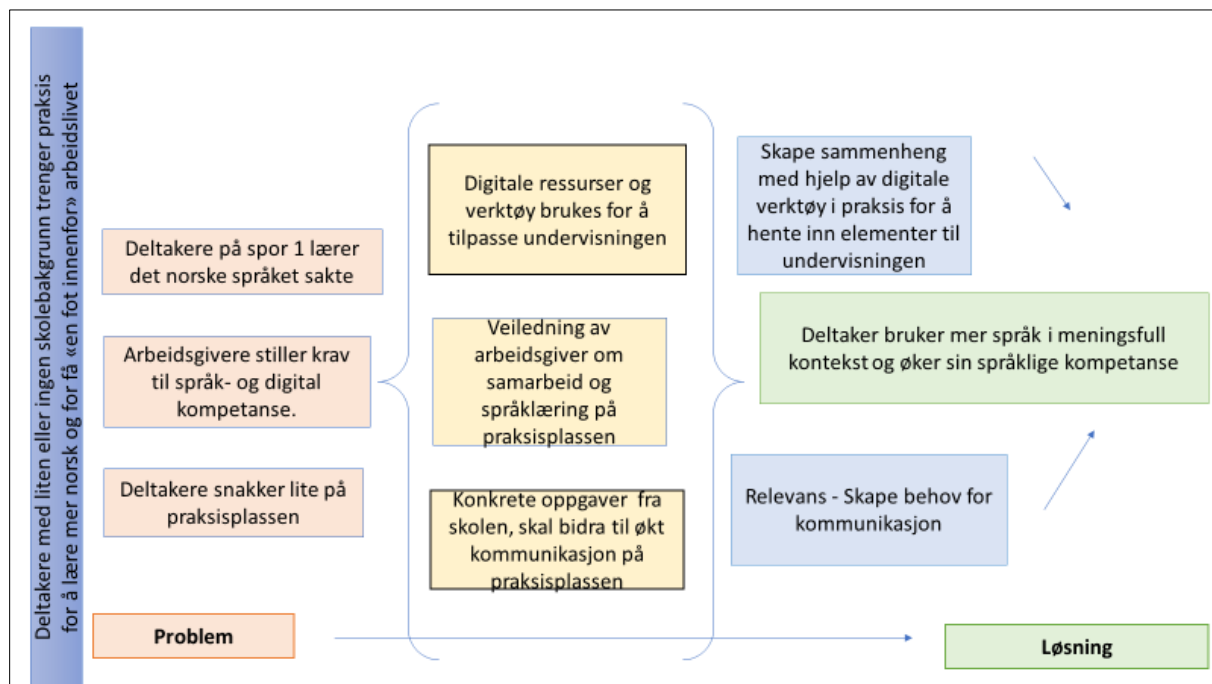 Deltakere med liten eller ingen skolebakgrunn trenger praksis
for å lære mer norsk og for få «en fot innenfor» arbeidslivet
Deltakere på spor 1 lærer
det norske språket sakte
Arbeidsgivere stiller krav
til språk- og digital
kompetanse.
Deltakere snakker lite på
praksisplassen
Digitale ressurser og
verktøy brukes for å
tilpasse undervisningen
Veiledning av
arbeidsgiver om
samarbeid og
språklæring på
praksisplassen
Konkrete oppgaver fra
skolen, skal bidra til økt
kommunikasjon på
praksisplassen
Skape sammenheng
med hjelp av digitale
verktøy i praksis for å
hente inn elementer til
undervisningen
Deltaker bruker mer språk i meningsfull
kontekst og øker sin språklige kompetanse
Relevans - Skape behov for
kommunikasjon
Problem
Løsning